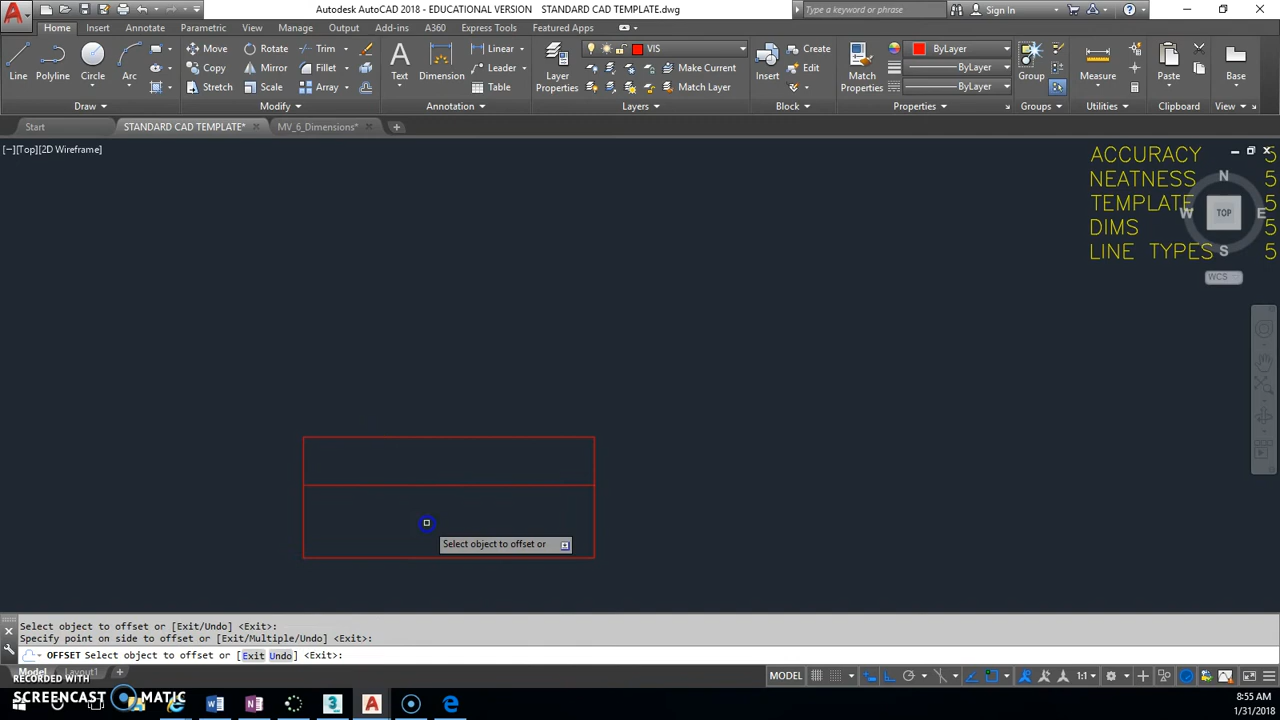 Autodesk AutoCAD 2018 - EDUCATIONAL VERSION STANDARD CAD TEMPLATE.dwg
Type a keyword or phrase
Sign In
Home Insert Annotate Parametric View Manage Output Add-ins A360 Express Tools Featured Apps
Move Rotate Trim Linear VIS Create ByLayer
Copy Mirror Fillet Leader Make Current Edit ByLayer
Line Polyline Circle Arc Text Dimension Layer Properties Insert Match Properties Group Measure Paste Base
Stretch Scale Array Table Match Layer ByLayer
Draw Modify Annotation Layers Block Properties Groups Utilities Clipboard View
Start STANDARD CAD TEMPLATE* MV_6_Dimensions*
[−][Top][2D Wireframe]
ACCURACY 5
NEATNESS 5
TEMPLATE 5
DIMS 5
LINE TYPES 5
N
W TOP E
S
WCS
Select object to offset or
Select object to offset or [Exit/Undo] <Exit>:
Specify point on side to offset or [Exit/Multiple/Undo] <Exit>:
OFFSET Select object to offset or [Exit Undo] <Exit>:
Model Layout1
MODEL 1:1
RECORDED WITH
SCREENCAST MATIC
8:55 AM
1/31/2018